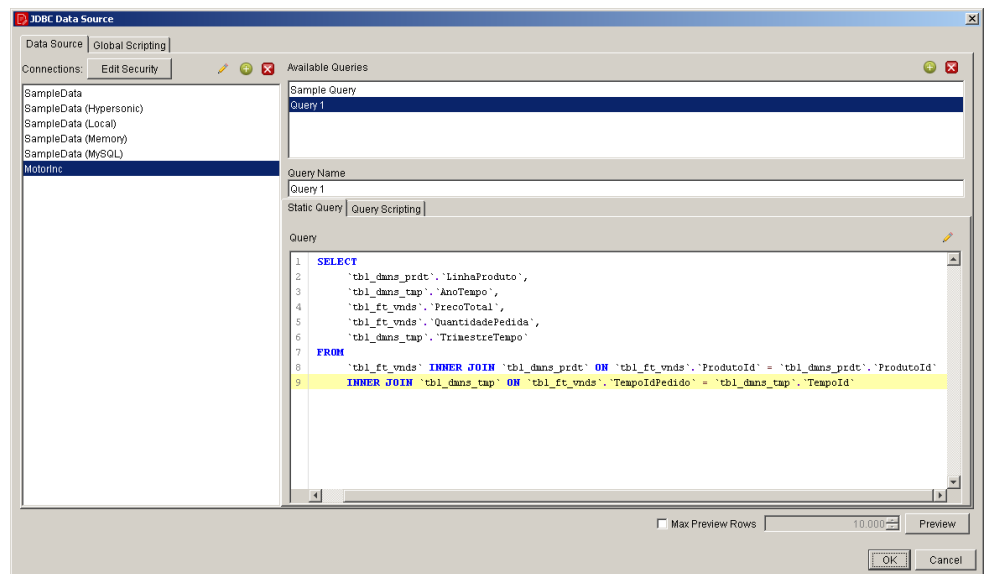 JDBC Data Source
Data Source Global Scripting
Connections: Edit Security
SampleData
SampleData (Hypersonic)
SampleData (Local)
SampleData (Memory)
SampleData (MySQL)
MotorInc
Available Queries
Sample Query
Query 1
Query Name
Query 1
Static Query Query Scripting
Query
1 SELECT
2 `tbl_dmns_prdt`.`LinhaProduto`,
3 `tbl_dmns_tmp`.`AnoTempo`,
4 `tbl_ft_vnds`.`PrecoTotal`,
5 `tbl_ft_vnds`.`QuantidadePedida`,
6 `tbl_dmns_tmp`.`TrimestreTempo`
7 FROM
8 `tbl_ft_vnds` INNER JOIN `tbl_dmns_prdt` ON `tbl_ft_vnds`.`ProdutoId` = `tbl_dmns_prdt`.`ProdutoId`
9 INNER JOIN `tbl_dmns_tmp` ON `tbl_ft_vnds`.`TempoIdPedido` = `tbl_dmns_tmp`.`TempoId`
Max Preview Rows 10.000 Preview
OK Cancel